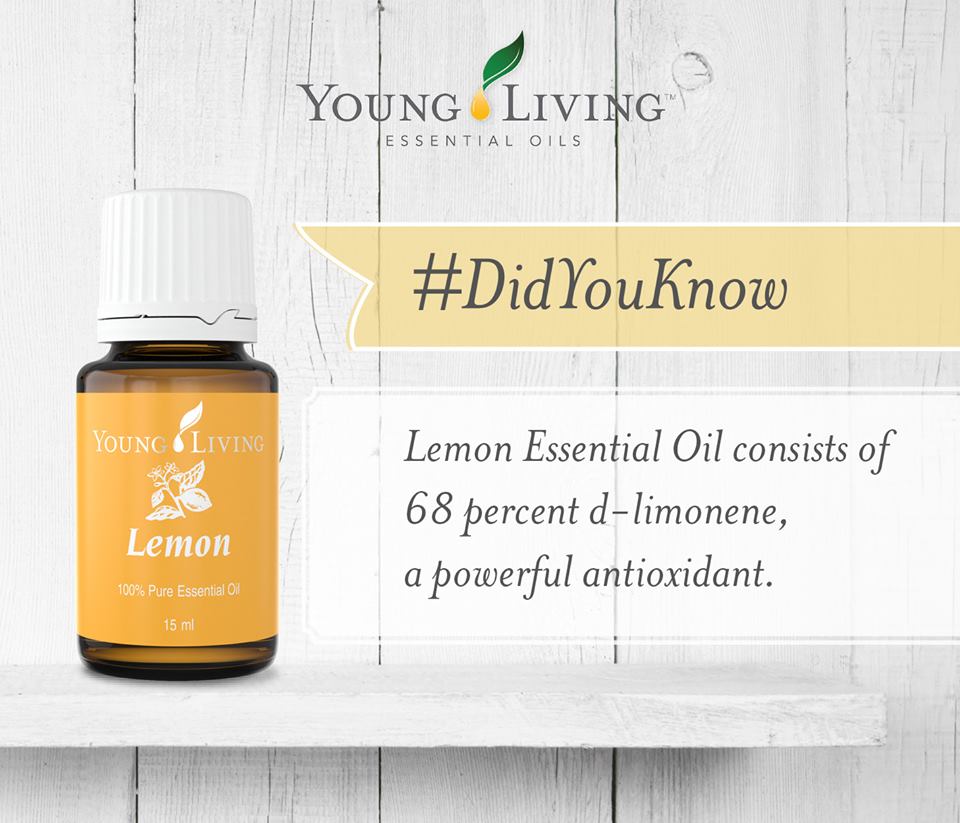 YOUNG LIVING™
ESSENTIAL OILS
#DidYouKnow
Lemon Essential Oil consists of
68 percent d-limonene,
a powerful antioxidant.
YOUNG LIVING
Lemon
100% Pure Essential Oil
15 ml